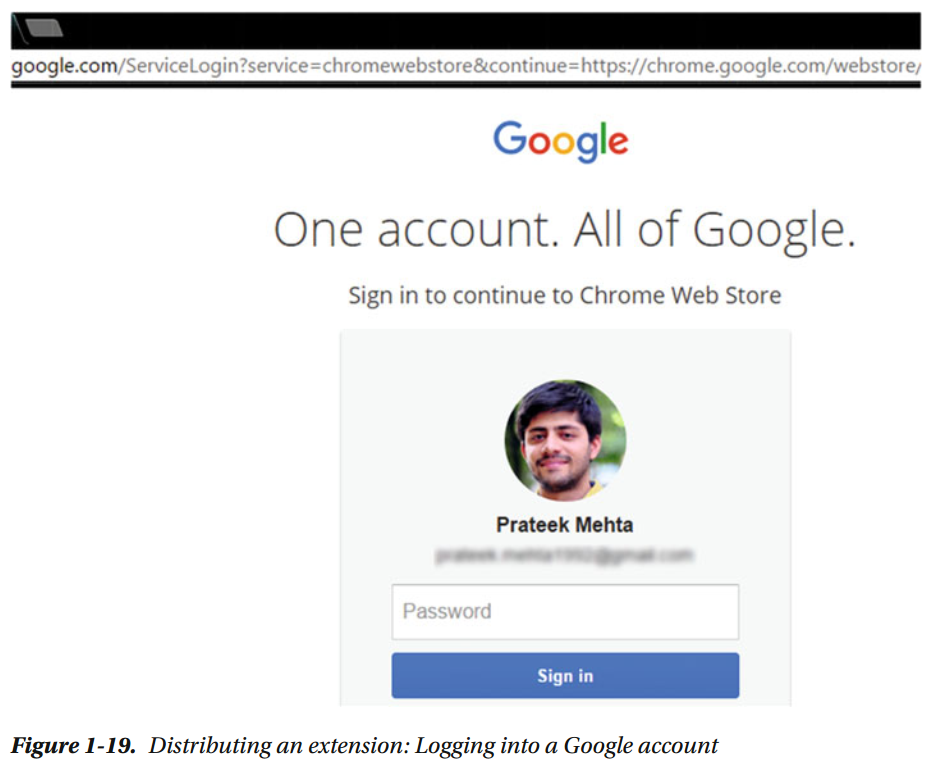 google.com/ServiceLogin?service=chromewebstore&continue=https://chrome.google.com/webstore/
Google
One account. All of Google.
Sign in to continue to Chrome Web Store
Prateek Mehta
Password
Sign in
Figure 1-19. Distributing an extension: Logging into a Google account